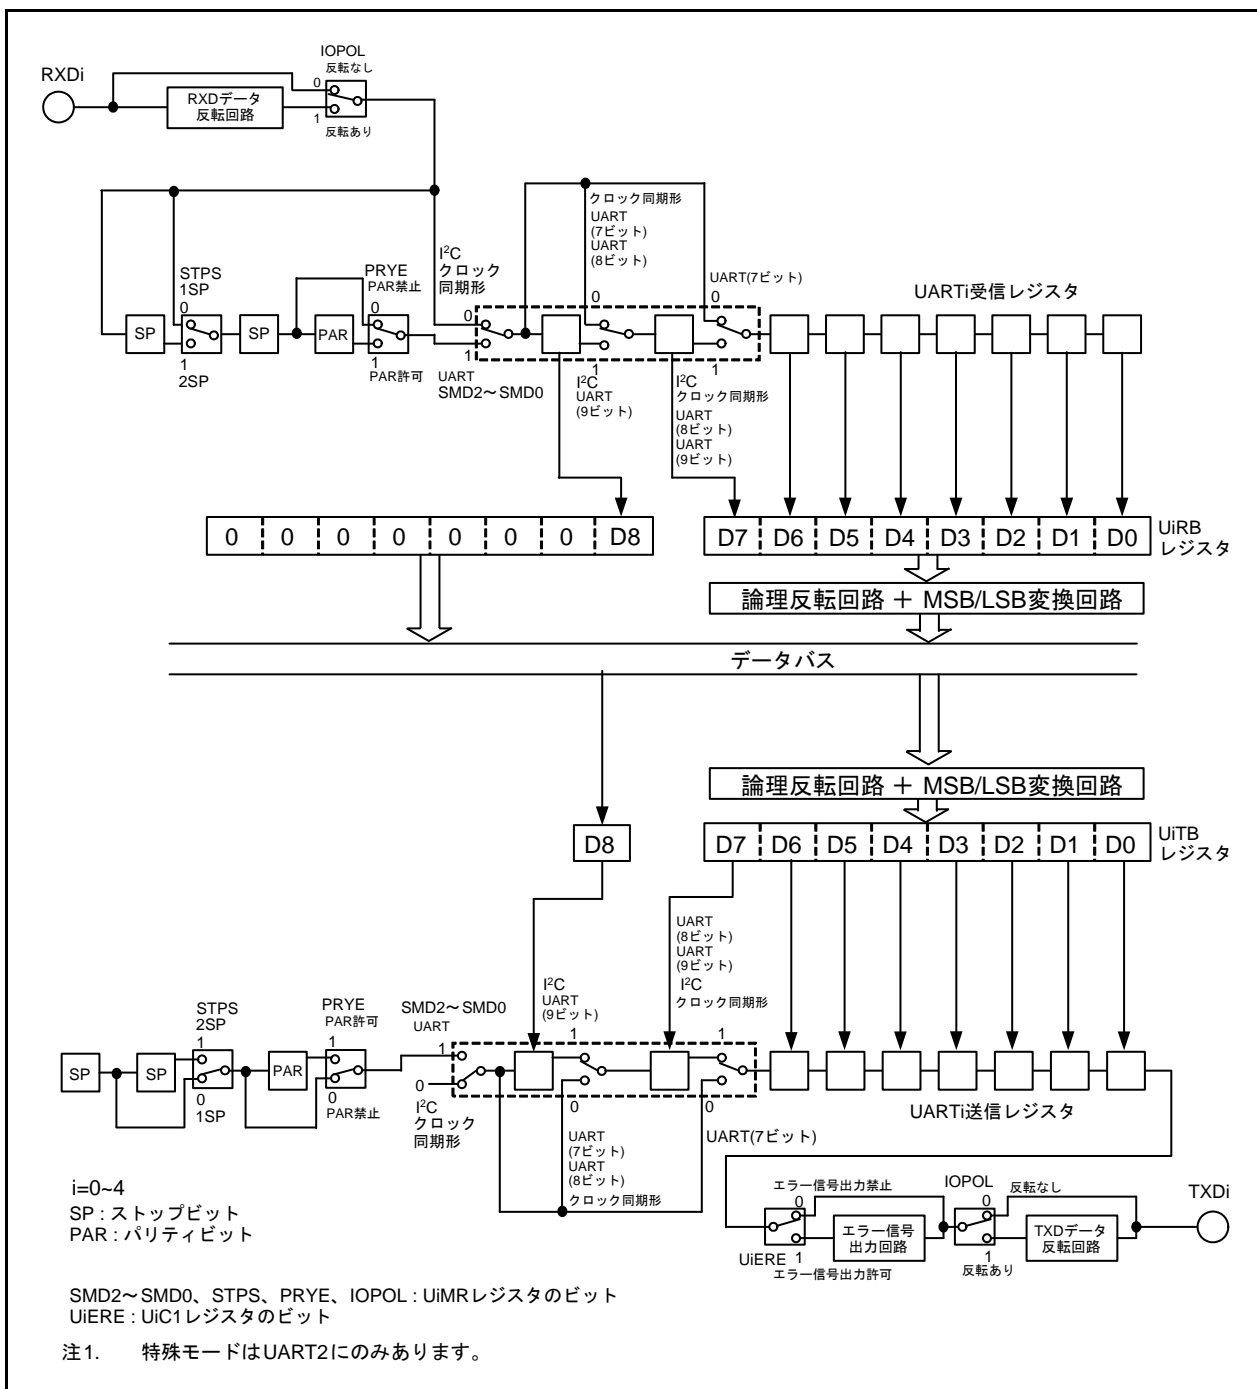 RXDi
IOPOL
反転なし
0
RXDデータ
反転回路
1
反転あり
クロック同期形
UART
(7ビット)
UART
(8ビット)
I²C
クロック
同期形
STPS
1SP
0
PRYE
PAR禁止
0
UART(7ビット)
UARTi受信レジスタ
0
0
0
SP
SP
PAR
1
2SP
1
PAR許可
1
UART
SMD2～SMD0
1
I²C
UART
(9ビット)
1
I²C
クロック同期形
UART
(8ビット)
UART
(9ビット)
0 0 0 0 0 0 0 D8
D7 D6 D5 D4 D3 D2 D1 D0
UiRB
レジスタ
論理反転回路 ＋ MSB/LSB変換回路
データバス
論理反転回路 ＋ MSB/LSB変換回路
D8
D7 D6 D5 D4 D3 D2 D1 D0
UiTB
レジスタ
UART
(8ビット)
UART
(9ビット)
I²C
クロック同期形
I²C
UART
(9ビット)
STPS
2SP
1
PRYE
PAR許可
1
SMD2～SMD0
UART
1
1
1
SP
SP
PAR
0
1SP
0
PAR禁止
0
I²C
クロック
同期形
0
0
UART
(7ビット)
UART
(8ビット)
クロック同期形
UART(7ビット)
UARTi送信レジスタ
i=0~4
SP : ストップビット
PAR : パリティビット
エラー信号出力禁止
0
IOPOL
0
反転なし
TXDi
エラー信号
出力回路
TXDデータ
反転回路
UiERE
1
エラー信号出力許可
1
反転あり
SMD2～SMD0、STPS、PRYE、IOPOL : UiMRレジスタのビット
UiERE : UiC1レジスタのビット
注1. 特殊モードはUART2にのみあります。